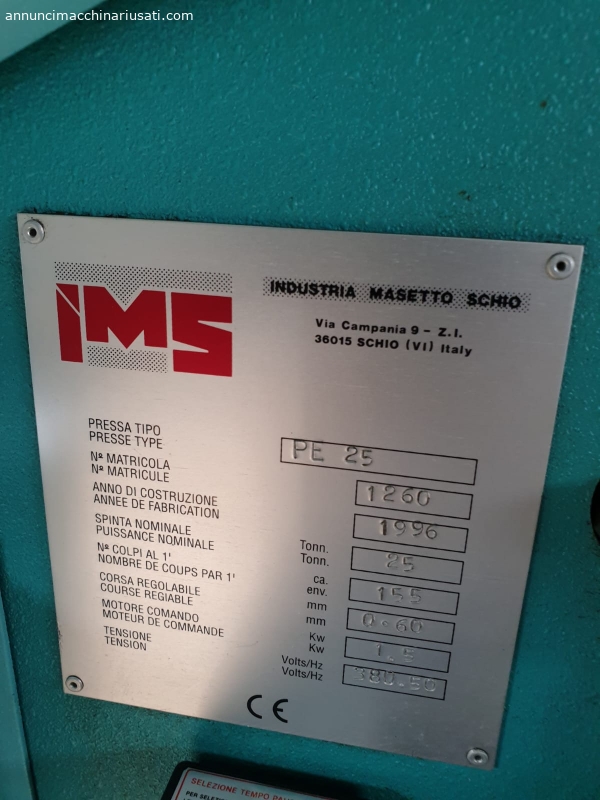 annuncimacchinariusati.com
IMS
INDUSTRIA MASETTO SCHIO
Via Campania 9 - Z.I.
36015 SCHIO (VI) Italy
PRESSA TIPO
PRESSE TYPE
PE 25
Nº MATRICOLA
Nº MATRICULE
1260
ANNO DI COSTRUZIONE
ANNEE DE FABRICATION
1996
SPINTA NOMINALE
PUISSANCE NOMINALE
Tonn.
Tonn.
25
Nº COLPI AL 1'
NOMBRE DE COUPS PAR 1'
ca.
env.
155
CORSA REGOLABILE
COURSE REGIABLE
mm
mm
0-60
MOTORE COMANDO
MOTEUR DE COMMANDE
Kw
Kw
1.5
TENSIONE
TENSION
Volts/Hz
Volts/Hz
380.50
CE
SELEZIONE TEMPO
PER